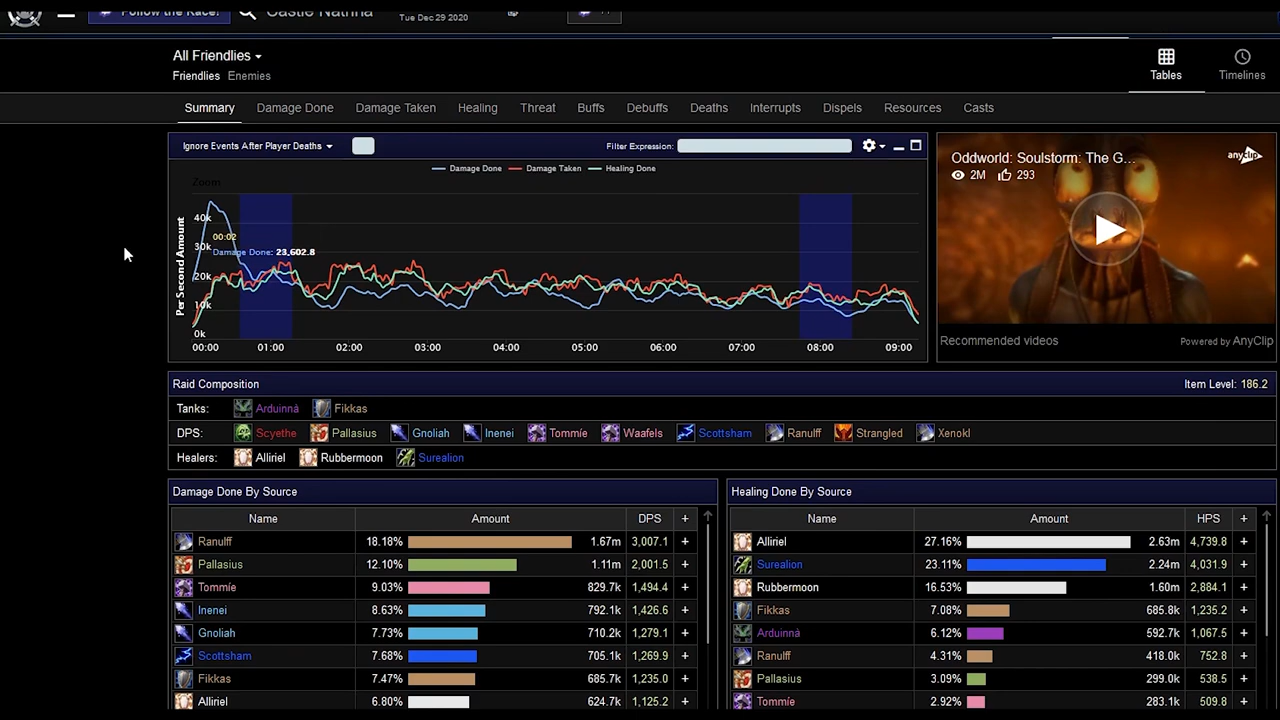 Follow the Race!
Castle Nathria
Tue Dec 29 2020
All Friendlies
Friendlies Enemies
Tables
Timelines
Summary Damage Done Damage Taken Healing Threat Buffs Debuffs Deaths Interrupts Dispels Resources Casts
Ignore Events After Player Deaths
Filter Expression:
Damage Done Damage Taken Healing Done
Zoom
Per Second Amount
40k
30k
20k
10k
0k
00:02
Damage Done: 23,602.8
00:00 01:00 02:00 03:00 04:00 05:00 06:00 07:00 08:00 09:00
Oddworld: Soulstorm: The G...
2M 293
anyclip
Recommended videos
Powered by AnyClip
Raid Composition
Item Level: 186.2
Tanks: Arduinnà Fikkas
DPS: Scyethe Pallasius Gnoliah Inenei Tommíe Waafels Scottsham Ranulff Strangled Xenokl
Healers: Alliriel Rubbermoon Surealion
Damage Done By Source
Name Amount DPS +
Ranulff 18.18% 1.67m 3,007.1 +
Pallasius 12.10% 1.11m 2,001.5 +
Tommíe 9.03% 829.7k 1,494.4 +
Inenei 8.63% 792.1k 1,426.6 +
Gnoliah 7.73% 710.2k 1,279.1 +
Scottsham 7.68% 705.1k 1,269.9 +
Fikkas 7.47% 685.7k 1,235.0 +
Alliriel 6.80% 624.7k 1,125.2 +
Healing Done By Source
Name Amount HPS +
Alliriel 27.16% 2.63m 4,739.8 +
Surealion 23.11% 2.24m 4,031.9 +
Rubbermoon 16.53% 1.60m 2,884.1 +
Fikkas 7.08% 685.8k 1,235.2 +
Arduinnà 6.12% 592.7k 1,067.5 +
Ranulff 4.31% 418.0k 752.8 +
Pallasius 3.09% 299.0k 538.5 +
Tommíe 2.92% 283.1k 509.8 +